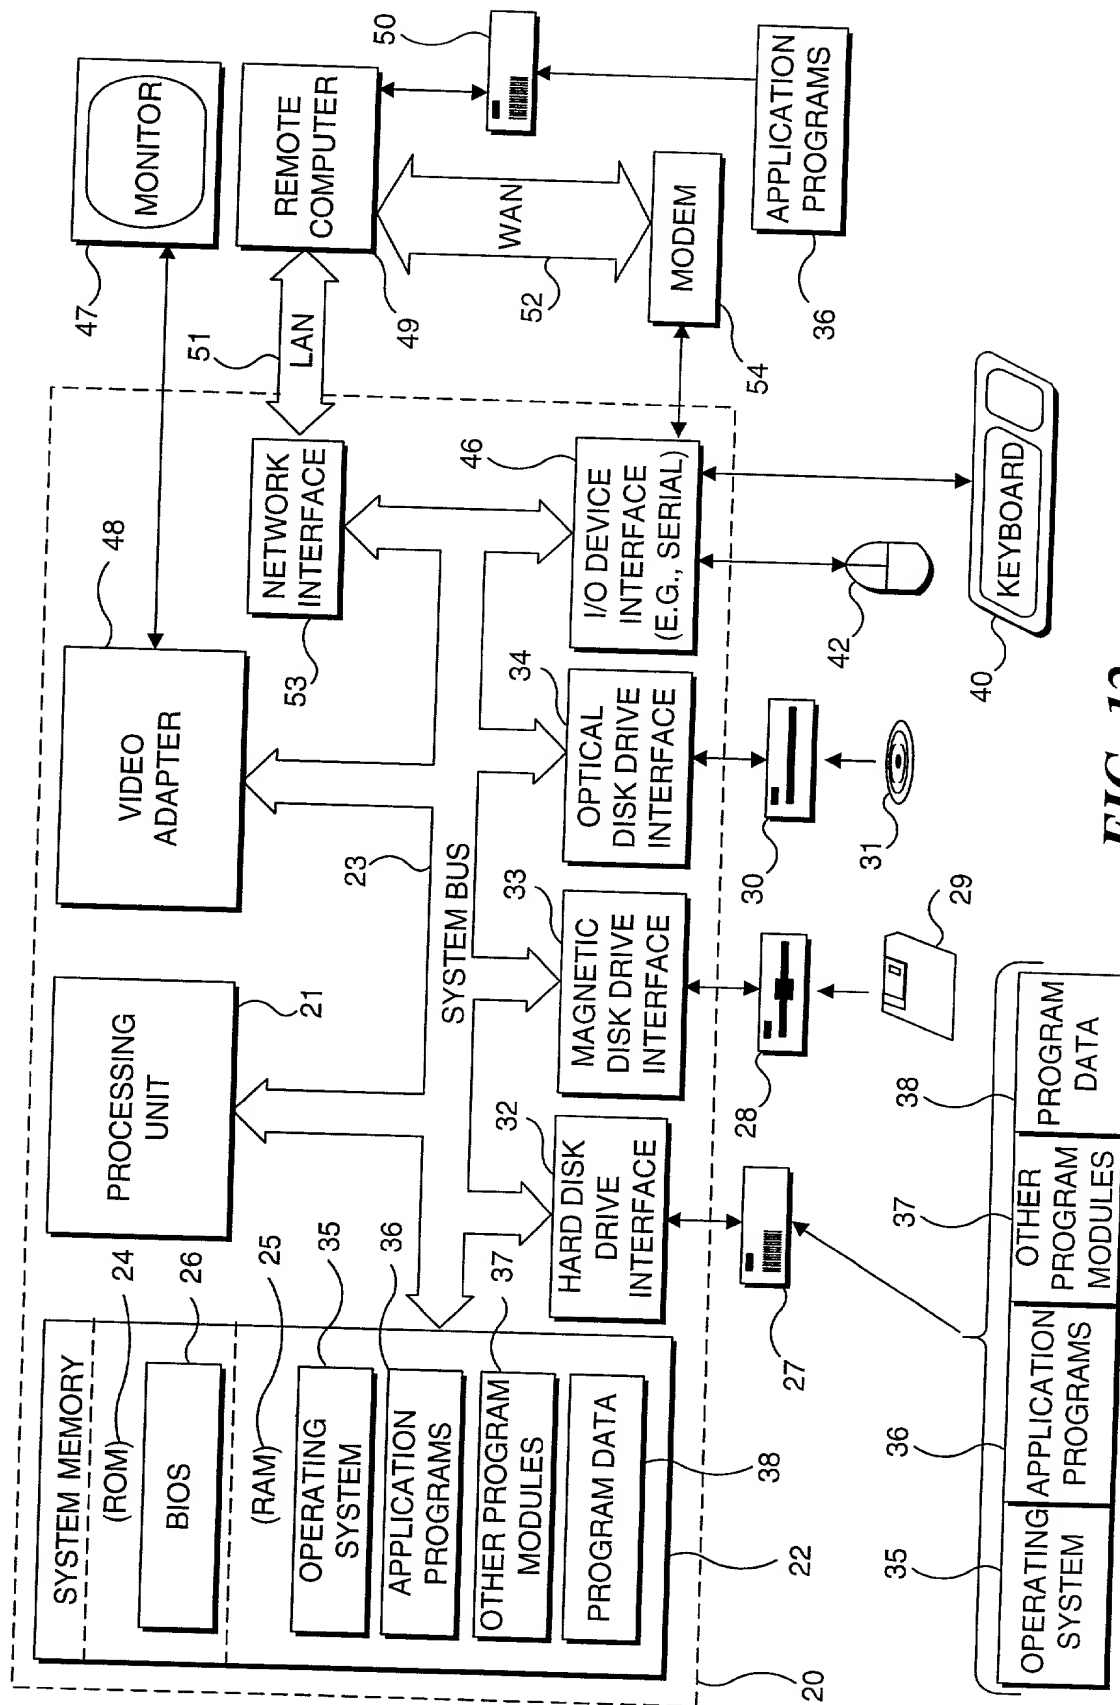 SYSTEM MEMORY
(ROM)
24
BIOS
26
(RAM)
25
OPERATING
SYSTEM
35
APPLICATION
PROGRAMS
36
OTHER PROGRAM
MODULES
37
PROGRAM DATA
38
22
20
PROCESSING
UNIT
21
VIDEO
ADAPTER
48
47
MONITOR
23
SYSTEM BUS
NETWORK
INTERFACE
53
51
LAN
REMOTE
COMPUTER
49
50
WAN
52
MODEM
54
APPLICATION
PROGRAMS
36
HARD DISK
DRIVE
INTERFACE
32
MAGNETIC
DISK DRIVE
INTERFACE
33
OPTICAL
DISK DRIVE
INTERFACE
34
I/O DEVICE
INTERFACE
(E.G., SERIAL)
46
27
28
29
30
31
42
40
KEYBOARD
35
OPERATING
SYSTEM
36
APPLICATION
PROGRAMS
37
OTHER
PROGRAM
MODULES
38
PROGRAM
DATA